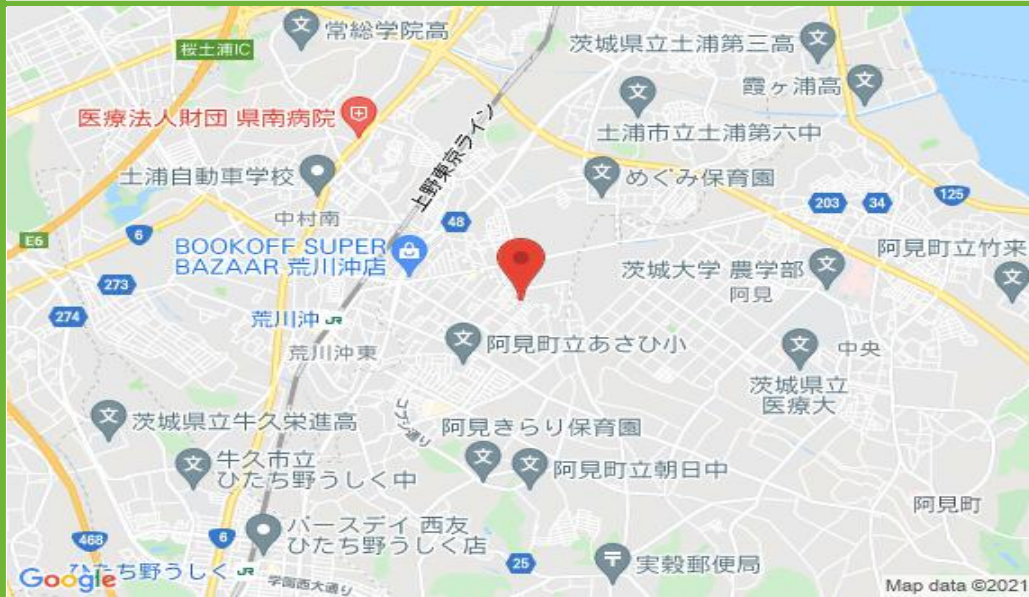 常総学院高
桜土浦IC
茨城県立土浦第三高
霞ヶ浦高
医療法人財団 県南病院
土浦市立土浦第六中
上野東京ライン
土浦自動車学校
めぐみ保育園
125
203
34
中村南
48
6
E6
BOOKOFF SUPER
BAZAAR 荒川沖店
阿見町立竹来
茨城大学 農学部
阿見
273
274
荒川沖 JR
荒川沖東
阿見町立あさひ小
中央
茨城県立
医療大
茨城県立牛久栄進高
阿見きらり保育園
牛久市立
ひたち野うしく中
阿見町立朝日中
阿見町
バースデイ 西友
ひたち野うしく店
468
6
25
実穀郵便局
ひたち野うしく JR
学園西大通り
Google
Map data ©2021